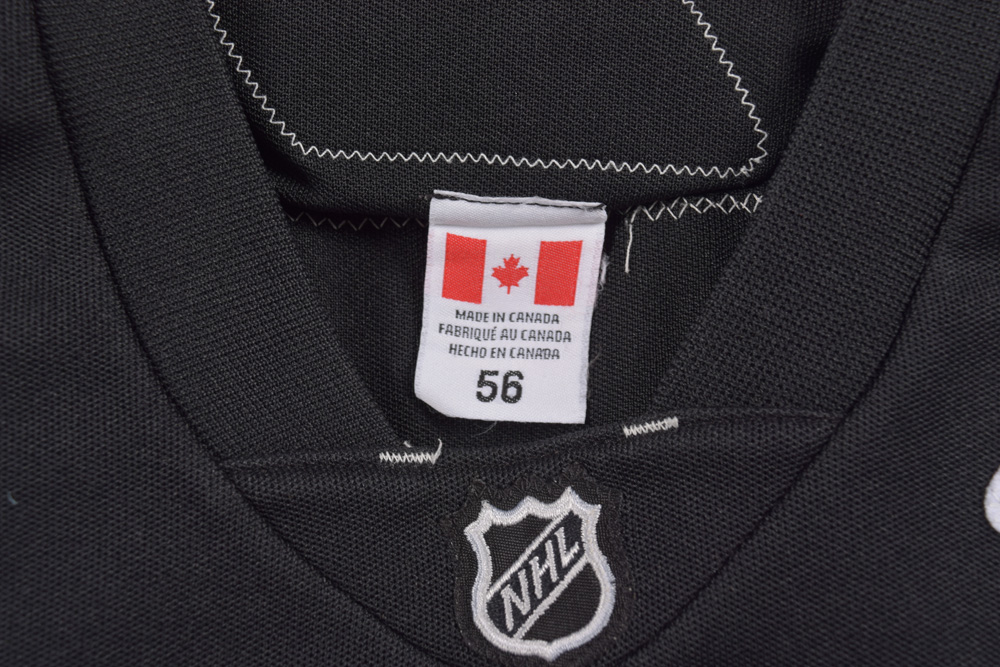 MADE IN CANADA
FABRIQUÉ AU CANADA
HECHO EN CANADA
56
NHL